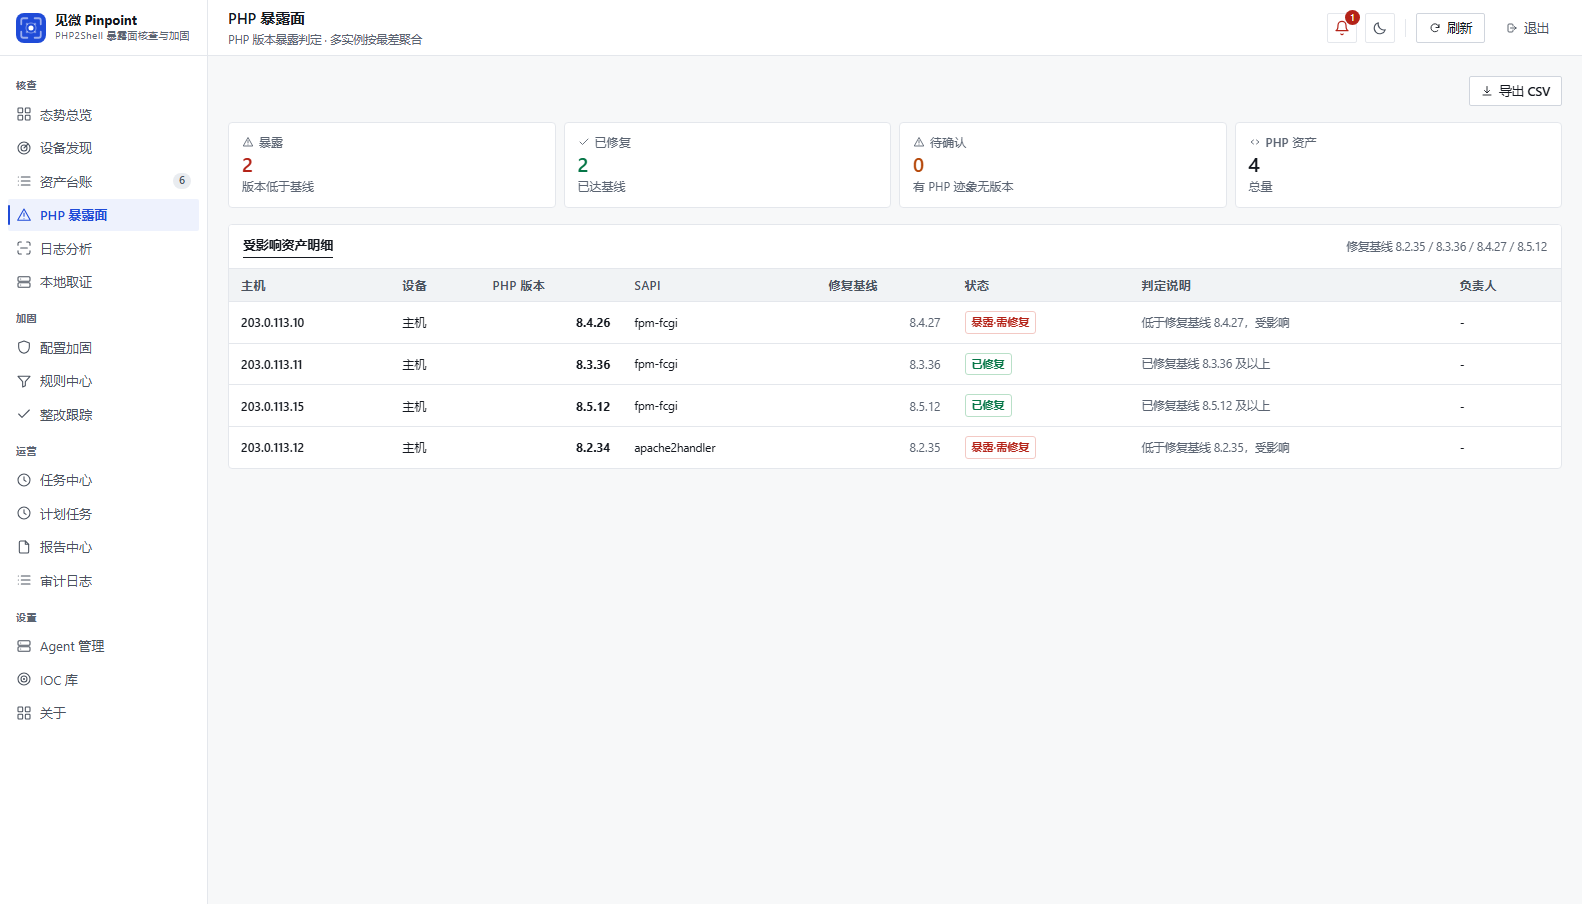 见微 Pinpoint
PHP2Shell 暴露面核查与加固
核查
态势总览
设备发现
资产台账 6
PHP 暴露面
日志分析
本地取证
加固
配置加固
规则中心
整改跟踪
运营
任务中心
计划任务
报告中心
审计日志
设置
Agent 管理
IOC 库
关于
PHP 暴露面
PHP 版本暴露判定 · 多实例按最差聚合
1
刷新
退出
导出 CSV
暴露
2
版本低于基线
已修复
2
已达基线
待确认
0
有 PHP 迹象无版本
PHP 资产
4
总量
受影响资产明细
修复基线 8.2.35 / 8.3.36 / 8.4.27 / 8.5.12
主机 设备 PHP 版本 SAPI 修复基线 状态 判定说明 负责人
203.0.113.10 主机 8.4.26 fpm-fcgi 8.4.27 暴露·需修复 低于修复基线 8.4.27，受影响 -
203.0.113.11 主机 8.3.36 fpm-fcgi 8.3.36 已修复 已修复基线 8.3.36 及以上 -
203.0.113.15 主机 8.5.12 fpm-fcgi 8.5.12 已修复 已修复基线 8.5.12 及以上 -
203.0.113.12 主机 8.2.34 apache2handler 8.2.35 暴露·需修复 低于修复基线 8.2.35，受影响 -